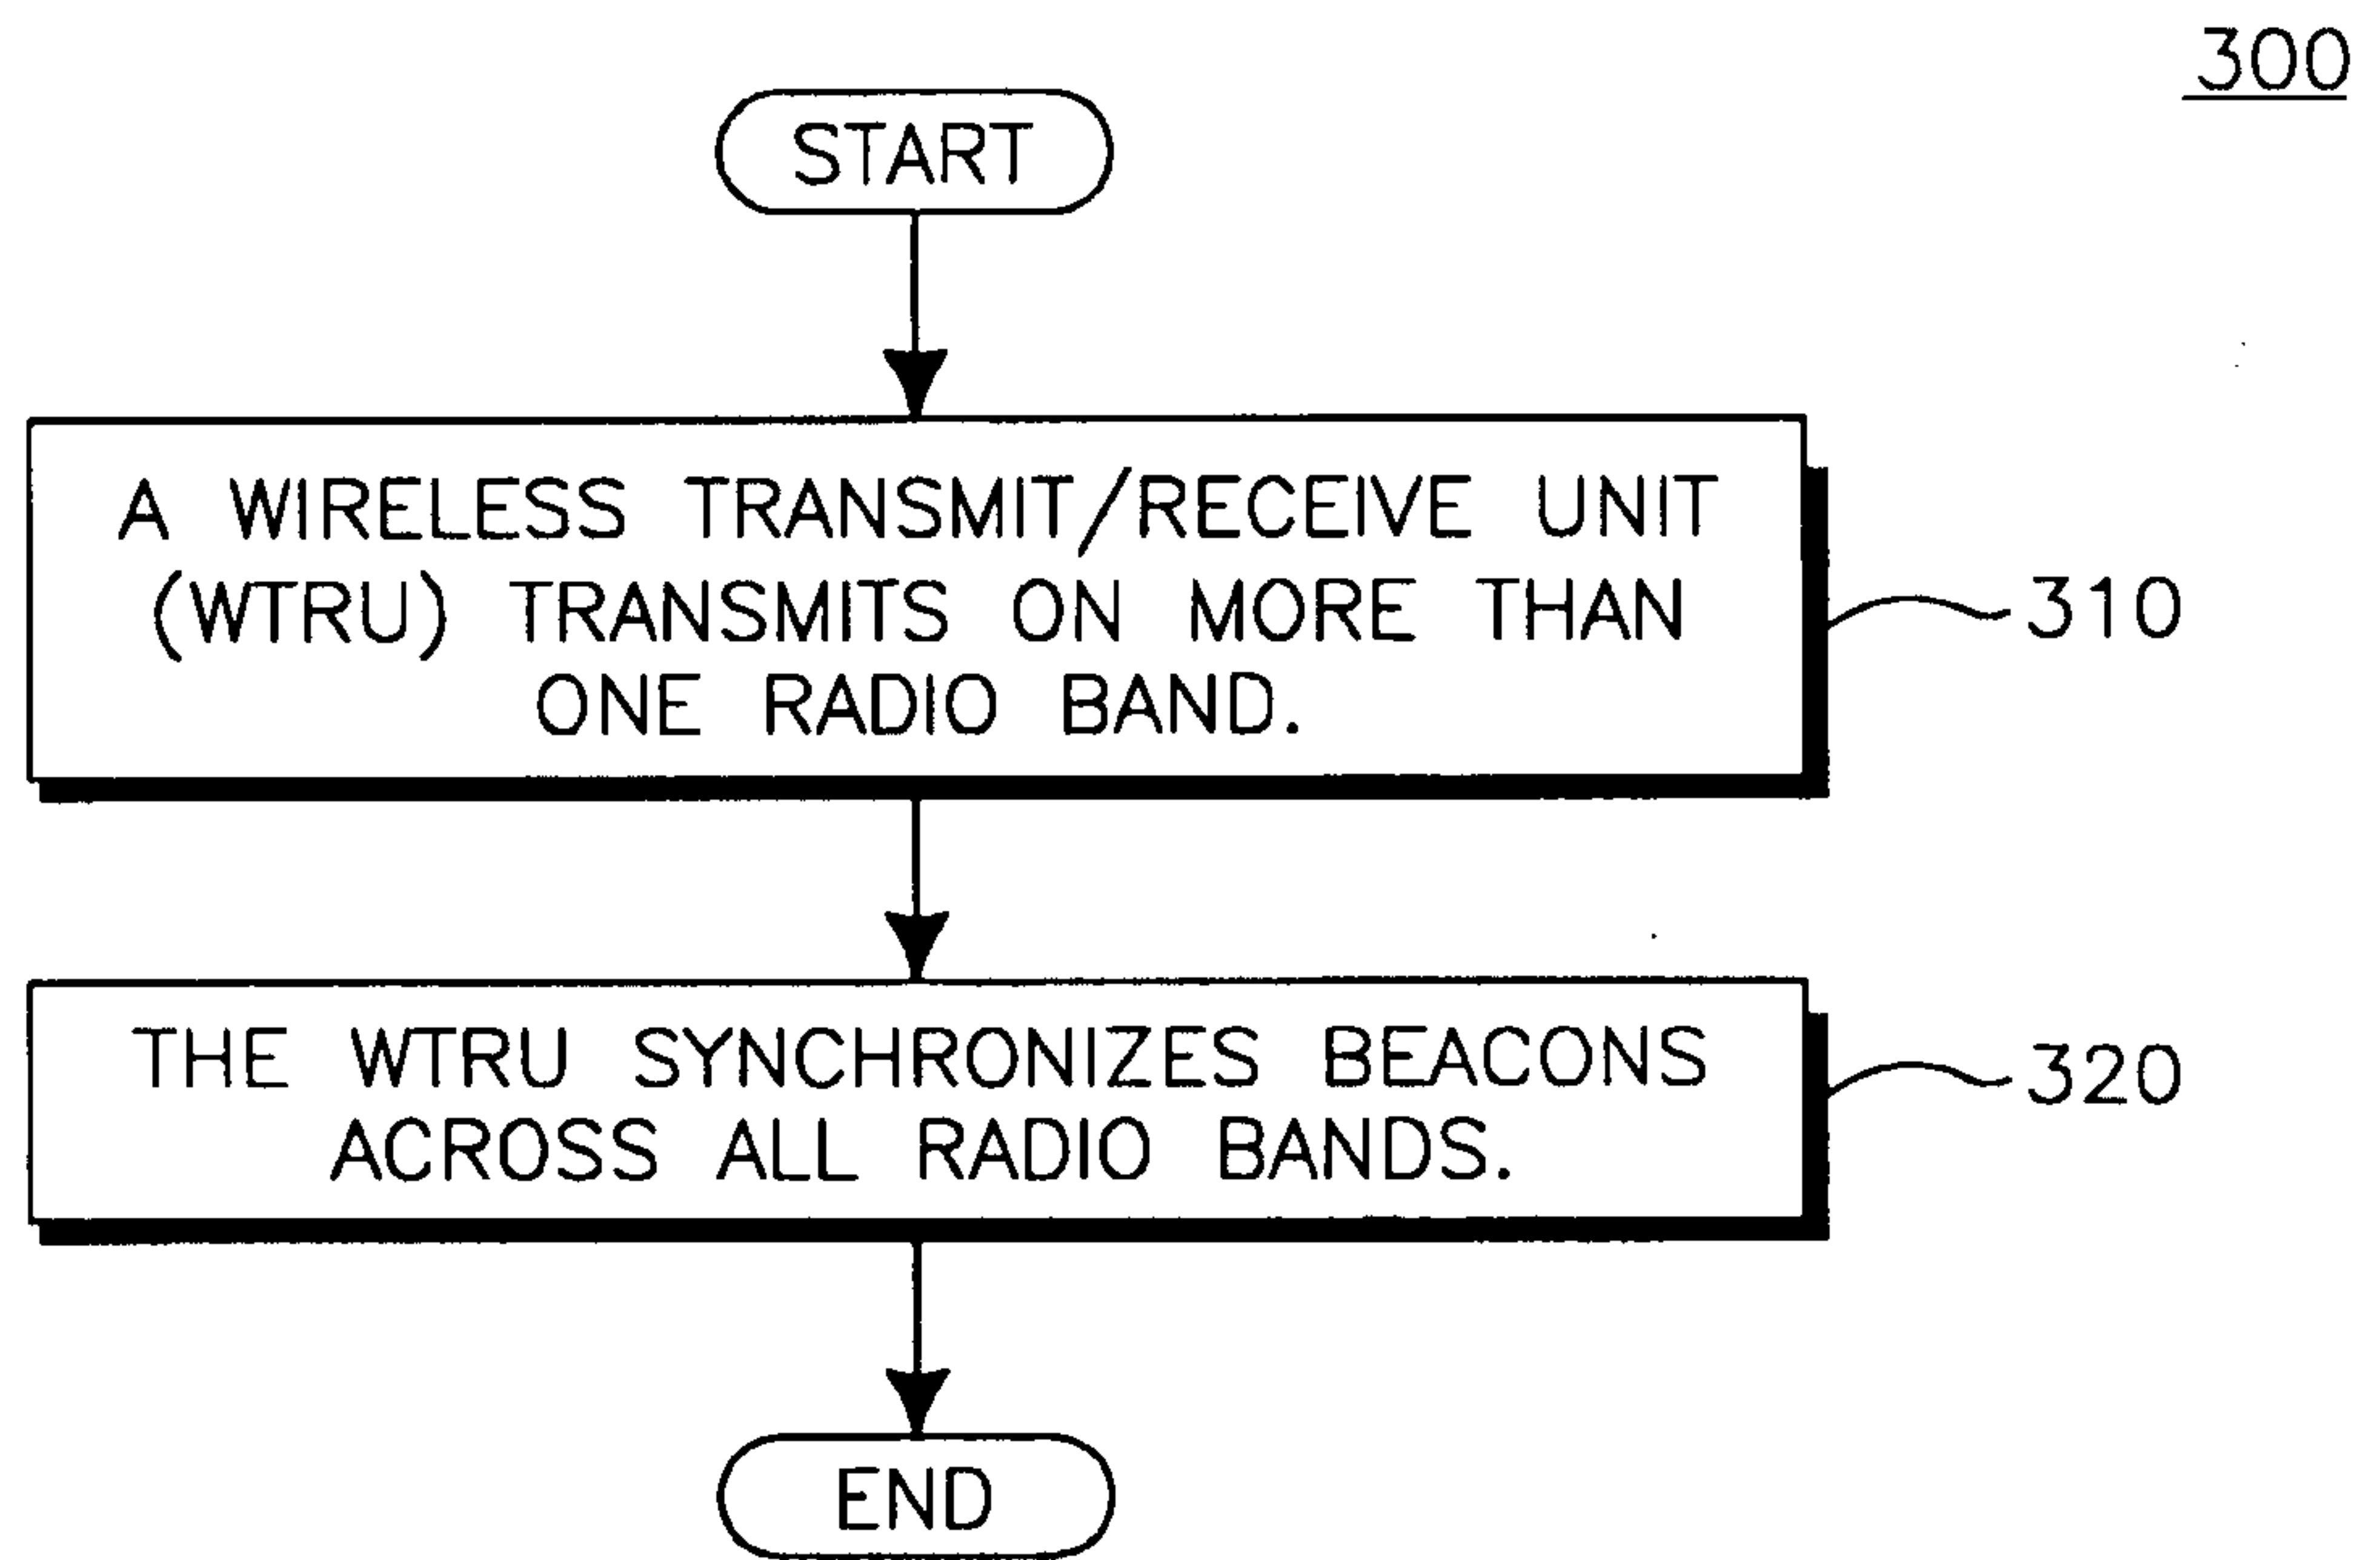 300
START
A WIRELESS TRANSMIT/RECEIVE UNIT
(WTRU) TRANSMITS ON MORE THAN
ONE RADIO BAND.
310
THE WTRU SYNCHRONIZES BEACONS
ACROSS ALL RADIO BANDS.
320
END